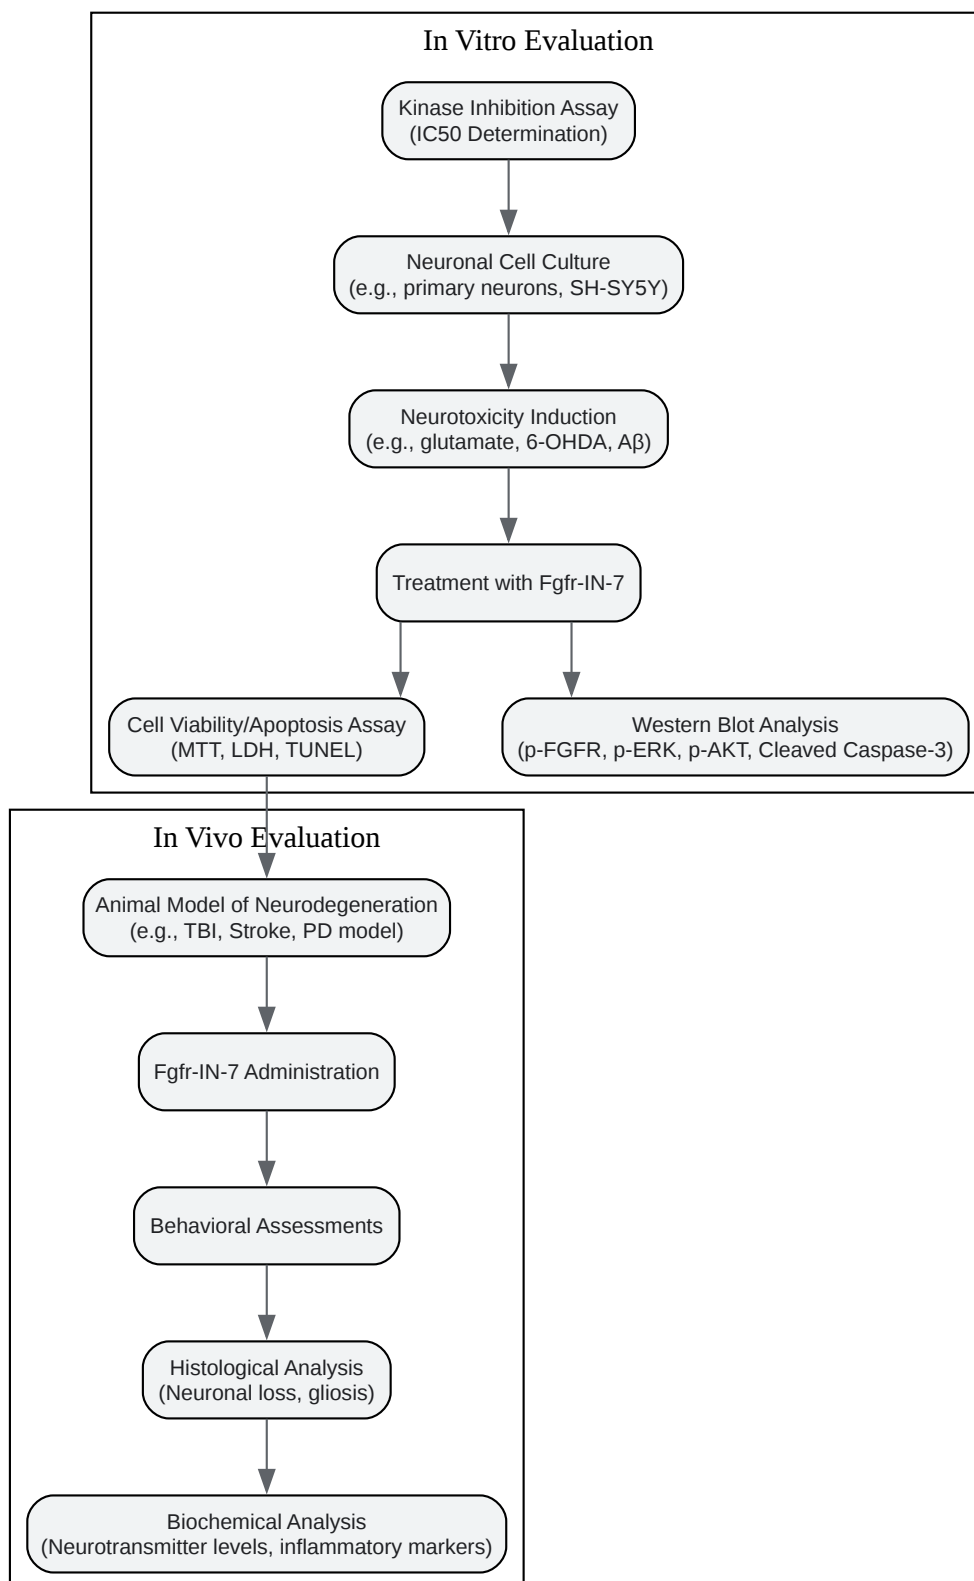 In Vitro Evaluation
Kinase Inhibition Assay
(IC50 Determination)
Neuronal Cell Culture
(e.g., primary neurons, SH-SY5Y)
Neurotoxicity Induction
(e.g., glutamate, 6-OHDA, Aβ)
Treatment with Fgfr-IN-7
Cell Viability/Apoptosis Assay
(MTT, LDH, TUNEL)
Western Blot Analysis
(p-FGFR, p-ERK, p-AKT, Cleaved Caspase-3)
In Vivo Evaluation
Animal Model of Neurodegeneration
(e.g., TBI, Stroke, PD model)
Fgfr-IN-7 Administration
Behavioral Assessments
Histological Analysis
(Neuronal loss, gliosis)
Biochemical Analysis
(Neurotransmitter levels, inflammatory markers)